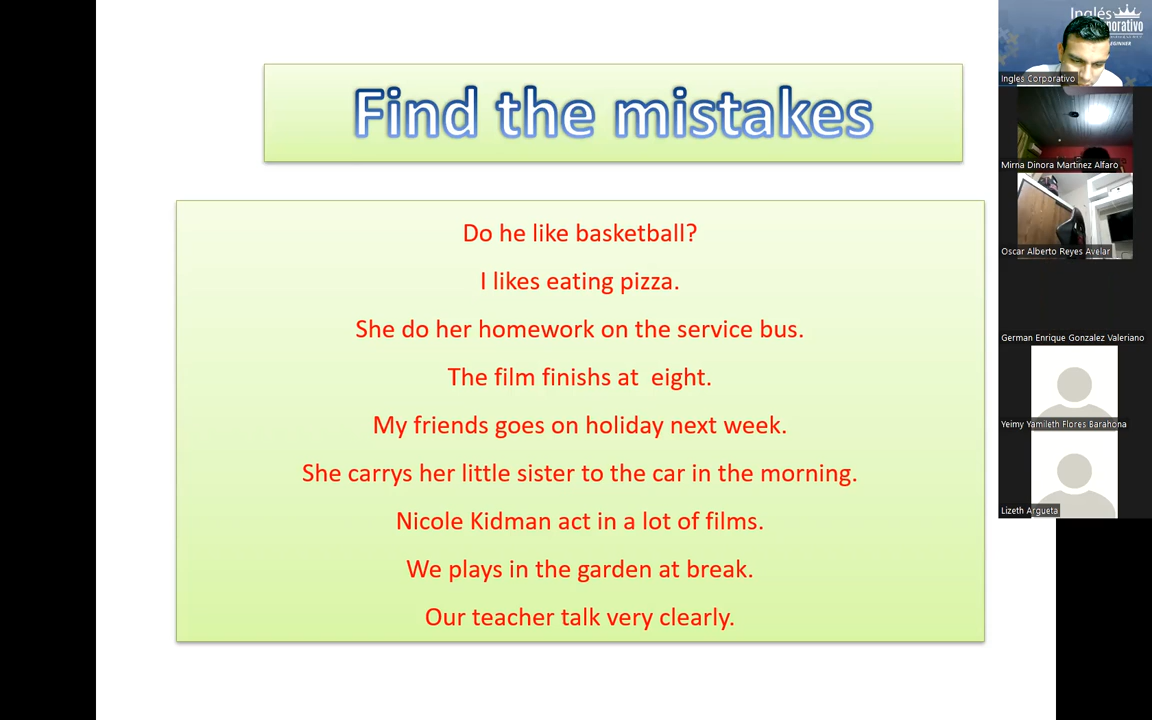 Find the mistakes
Do he like basketball?
I likes eating pizza.
She do her homework on the service bus.
The film finishs at  eight.
My friends goes on holiday next week.
She carrys her little sister to the car in the morning.
Nicole Kidman act in a lot of films.
We plays in the garden at break.
Our teacher talk very clearly.
Inglés
Ingles Corporativo
Mirna Dinora Martinez Alfaro
Oscar Alberto Reyes Avelar
German Enrique Gonzalez Valeriano
Yeimy Yamileth Flores Barahona
Lizeth Argueta